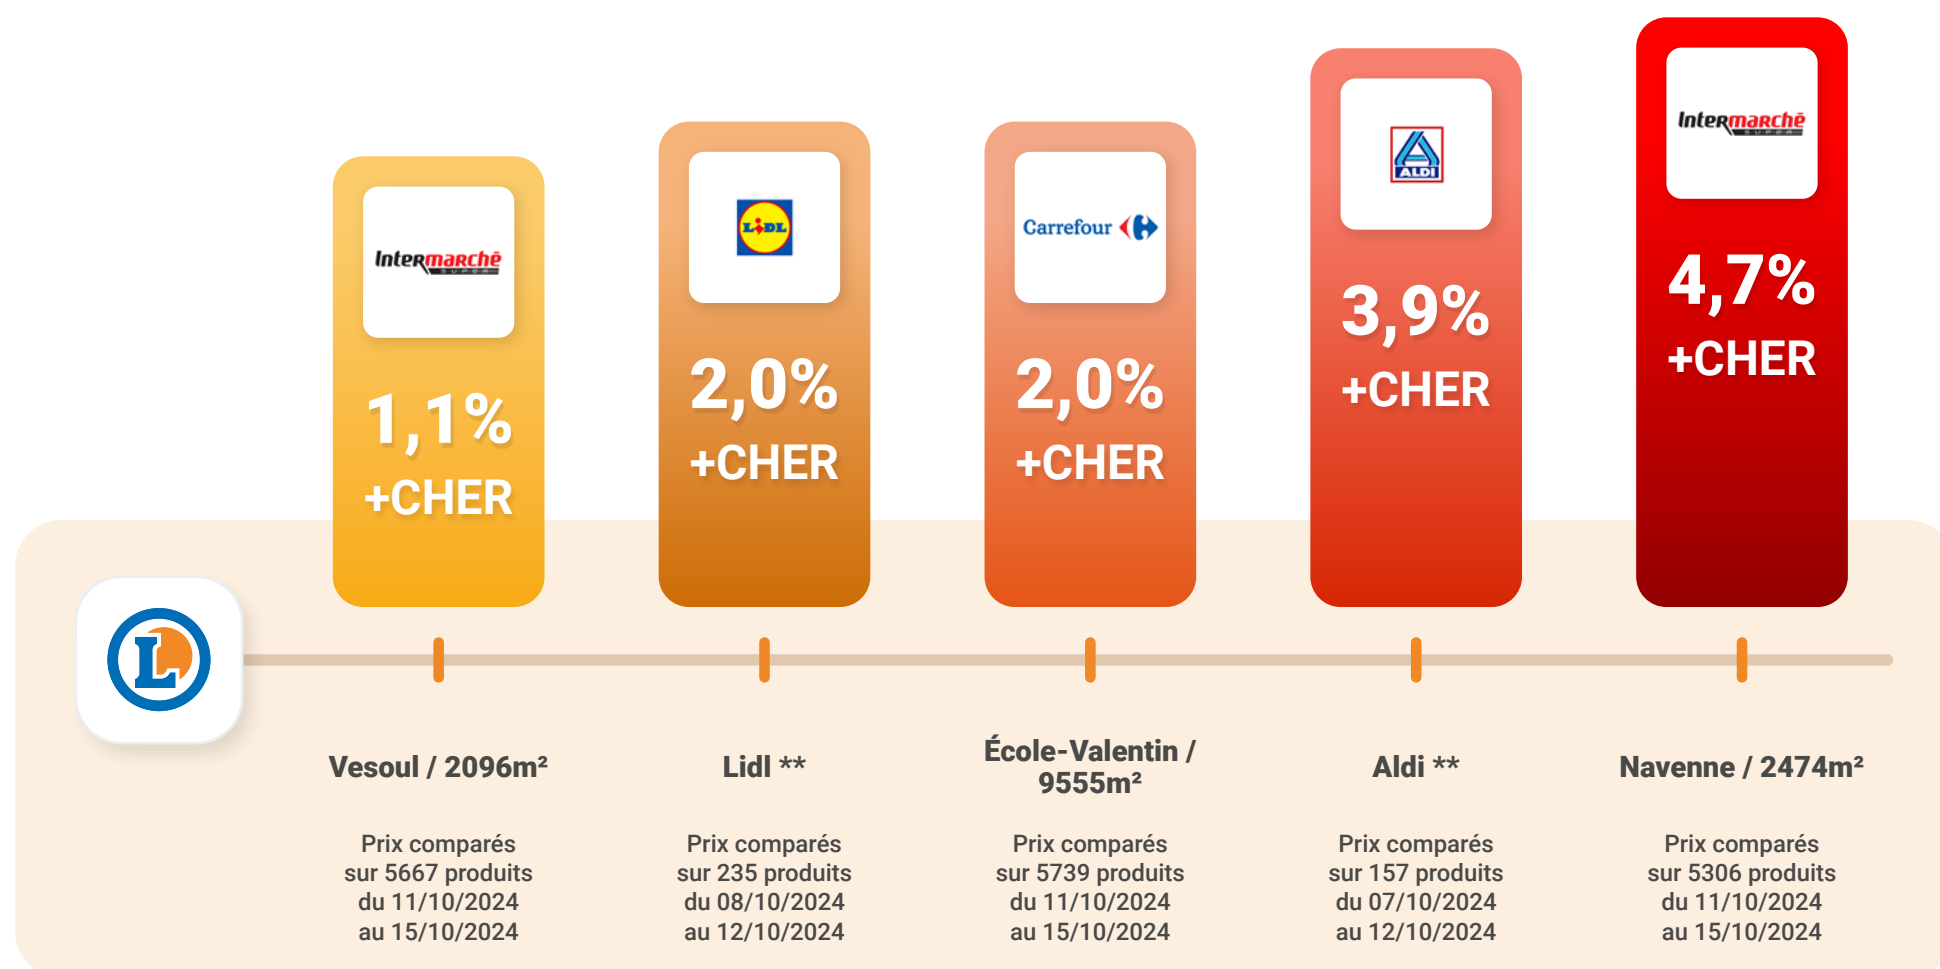 Intermarché
SUPER
1,1%
+CHER
LiDL
2,0%
+CHER
Carrefour
2,0%
+CHER
ALDI
3,9%
+CHER
Intermarché
SUPER
4,7%
+CHER
L
Vesoul / 2096m²
Prix comparés
sur 5667 produits
du 11/10/2024
au 15/10/2024
Lidl **
Prix comparés
sur 235 produits
du 08/10/2024
au 12/10/2024
École-Valentin /
9555m²
Prix comparés
sur 5739 produits
du 11/10/2024
au 15/10/2024
Aldi **
Prix comparés
sur 157 produits
du 07/10/2024
au 12/10/2024
Navenne / 2474m²
Prix comparés
sur 5306 produits
du 11/10/2024
au 15/10/2024